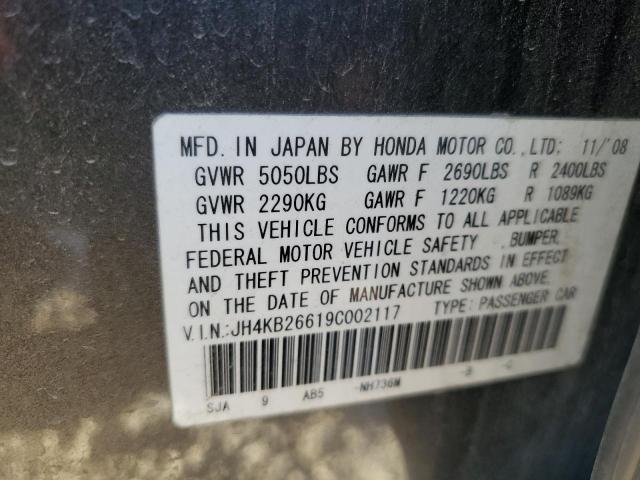 MFD. IN JAPAN BY HONDA MOTOR CO., LTD: 11/'08
GVWR 5050LBS GAWR F 2690LBS R 2400LBS
GVWR 2290KG GAWR F 1220KG R 1089KG
THIS VEHICLE CONFORMS TO ALL APPLICABLE
FEDERAL MOTOR VEHICLE SAFETY , BUMPER,
AND THEFT PREVENTION STANDARDS IN EFFECT
ON THE DATE OF MANUFACTURE SHOWN ABOVE.
V.I.N.:JH4KB26619C002117 TYPE: PASSENGER CAR
SJA 9 AB5 -NH736M -B -C